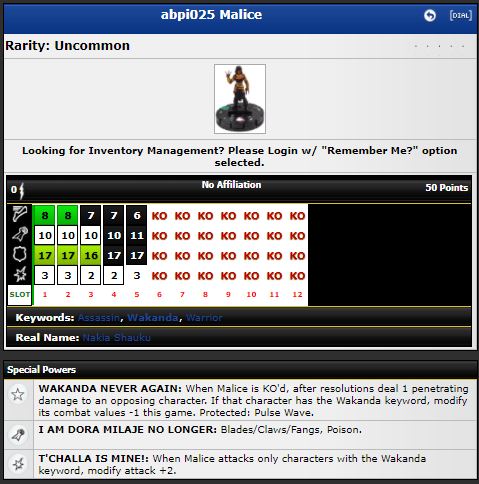 abpi025 Malice
[DIAL]
Rarity: Uncommon
. . . . .
Looking for Inventory Management? Please Login w/ "Remember Me?" option
selected.
0 No Affiliation 50 Points
8 8 7 7 6 KO KO KO KO KO KO KO
10 10 10 10 11 KO KO KO KO KO KO KO
17 17 16 17 17 KO KO KO KO KO KO KO
3 3 2 2 3 KO KO KO KO KO KO KO
SLOT 1 2 3 4 5 6 7 8 9 10 11 12
Keywords: Assassin, Wakanda, Warrior
Real Name: Nakia Shauku
Special Powers
WAKANDA NEVER AGAIN: When Malice is KO'd, after resolutions deal 1 penetrating
damage to an opposing character. If that character has the Wakanda keyword, modify
its combat values -1 this game. Protected: Pulse Wave.
I AM DORA MILAJE NO LONGER: Blades/Claws/Fangs, Poison.
T'CHALLA IS MINE!: When Malice attacks only characters with the Wakanda
keyword, modify attack +2.